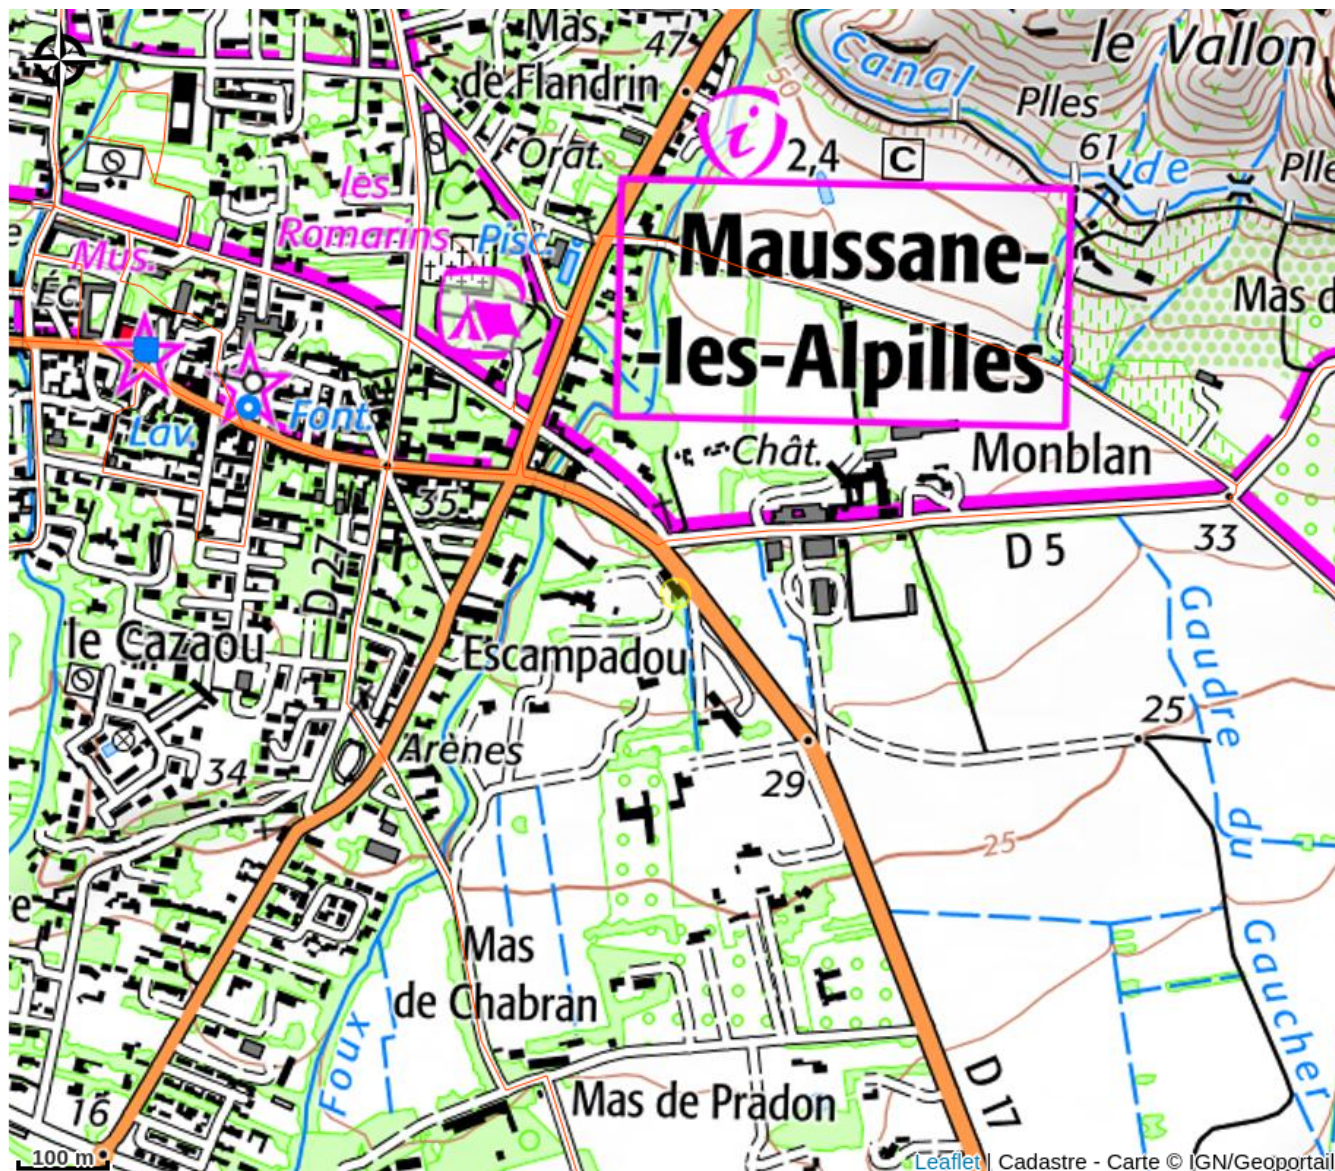 Mas
de Flandrin
47
Canal
le Vallon
50
Plles
i
2,4
C
61
de
Plle
Orat.
les
Romarins
Pisc.
Mus.
Éc.
e
Maussane-
-les-Alpilles
Mas d
Lav.
Font.
Chât.
Monblan
35
D 5
33
D 27
le Cazaou
Escampadou
Gaudre
du
Gaucher
25
Arènes
34
29
25
e
Mas
de Chabran
Foux
Mas de Pradon
D 17
16
100 m
Leaflet | Cadastre - Carte © IGN/Geoportail